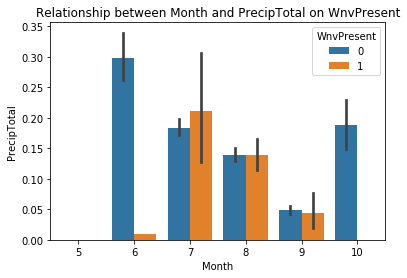 Relationship between Month and PrecipTotal on WnvPresent
WnvPresent
0
1
0.35
0.30
0.25
0.20
0.15
0.10
0.05
0.00
PrecipTotal
5 6 7 8 9 10
Month